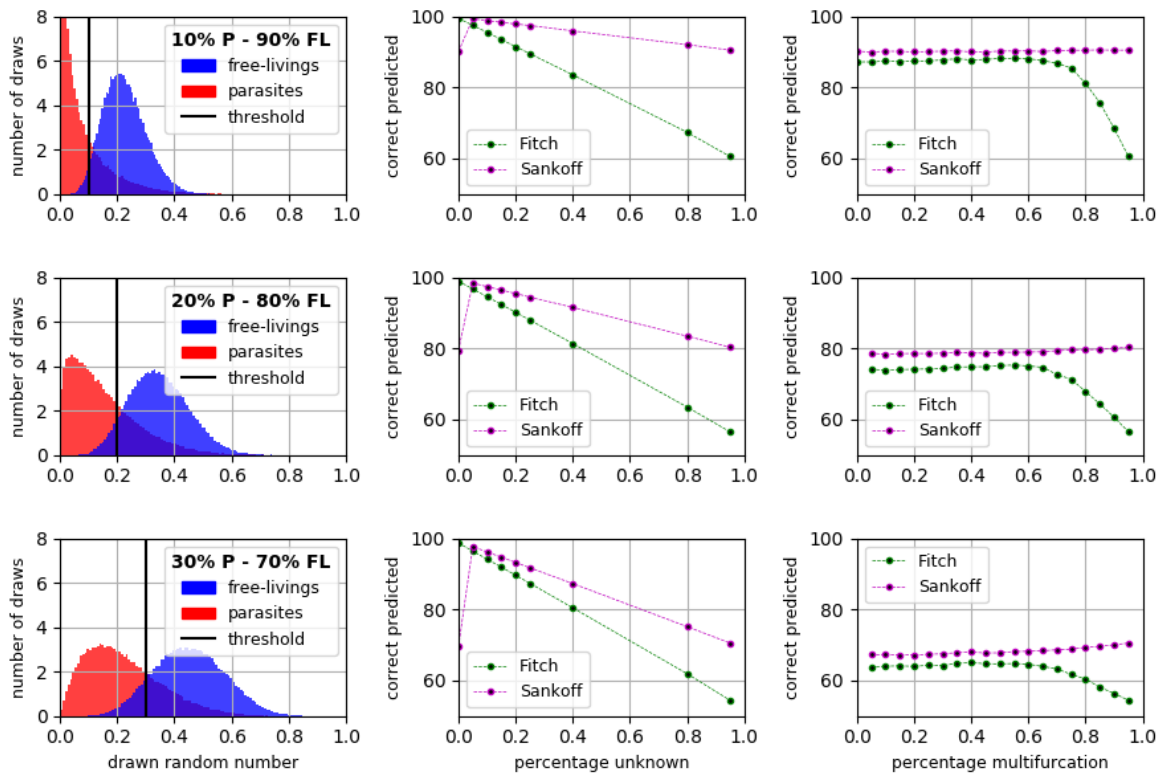 number of draws
8
6
4
2
0
10% P - 90% FL
free-livings
parasites
threshold
0.0 0.2 0.4 0.6 0.8 1.0
correct predicted
100
80
60
Fitch
Sankoff
0.0 0.2 0.4 0.6 0.8 1.0
correct predicted
100
80
60
Fitch
Sankoff
0.0 0.2 0.4 0.6 0.8 1.0
number of draws
8
6
4
2
0
20% P - 80% FL
free-livings
parasites
threshold
0.0 0.2 0.4 0.6 0.8 1.0
correct predicted
100
80
60
Fitch
Sankoff
0.0 0.2 0.4 0.6 0.8 1.0
correct predicted
100
80
60
Fitch
Sankoff
0.0 0.2 0.4 0.6 0.8 1.0
number of draws
8
6
4
2
0
30% P - 70% FL
free-livings
parasites
threshold
0.0 0.2 0.4 0.6 0.8 1.0
drawn random number
correct predicted
100
80
60
Fitch
Sankoff
0.0 0.2 0.4 0.6 0.8 1.0
percentage unknown
correct predicted
100
80
60
Fitch
Sankoff
0.0 0.2 0.4 0.6 0.8 1.0
percentage multifurcation